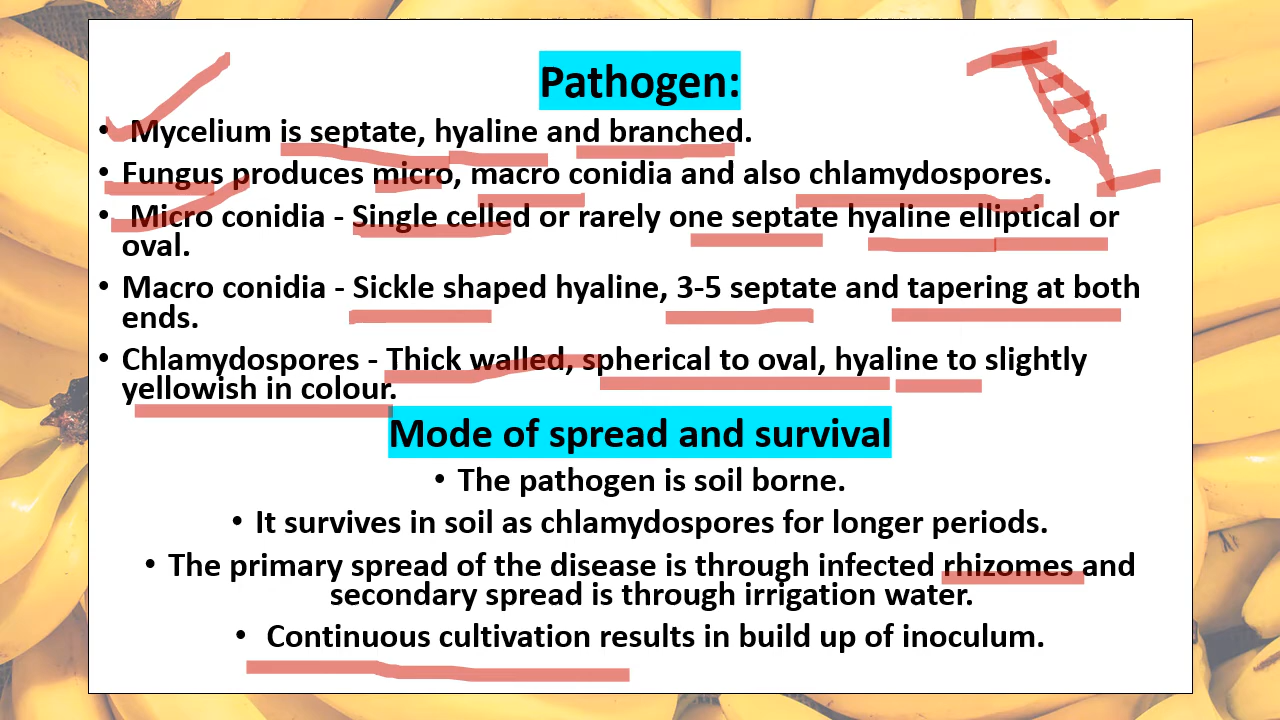 Pathogen:
• Mycelium is septate, hyaline and branched.
• Fungus produces micro, macro conidia and also chlamydospores.
• Micro conidia - Single celled or rarely one septate hyaline elliptical or
oval.
• Macro conidia - Sickle shaped hyaline, 3-5 septate and tapering at both
ends.
• Chlamydospores - Thick walled, spherical to oval, hyaline to slightly
yellowish in colour.
Mode of spread and survival
• The pathogen is soil borne.
• It survives in soil as chlamydospores for longer periods.
• The primary spread of the disease is through infected rhizomes and
secondary spread is through irrigation water.
• Continuous cultivation results in build up of inoculum.